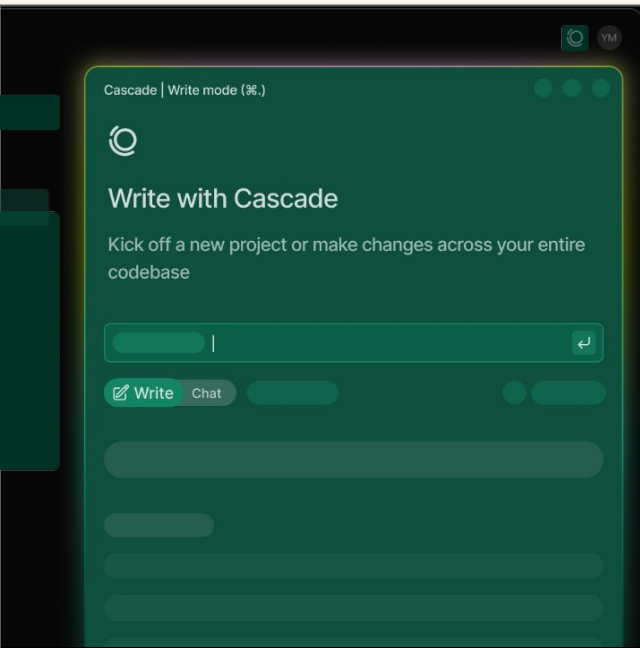 YM
Cascade | Write mode (⌘.)
Write with Cascade
Kick off a new project or make changes across your entire
codebase
Write Chat